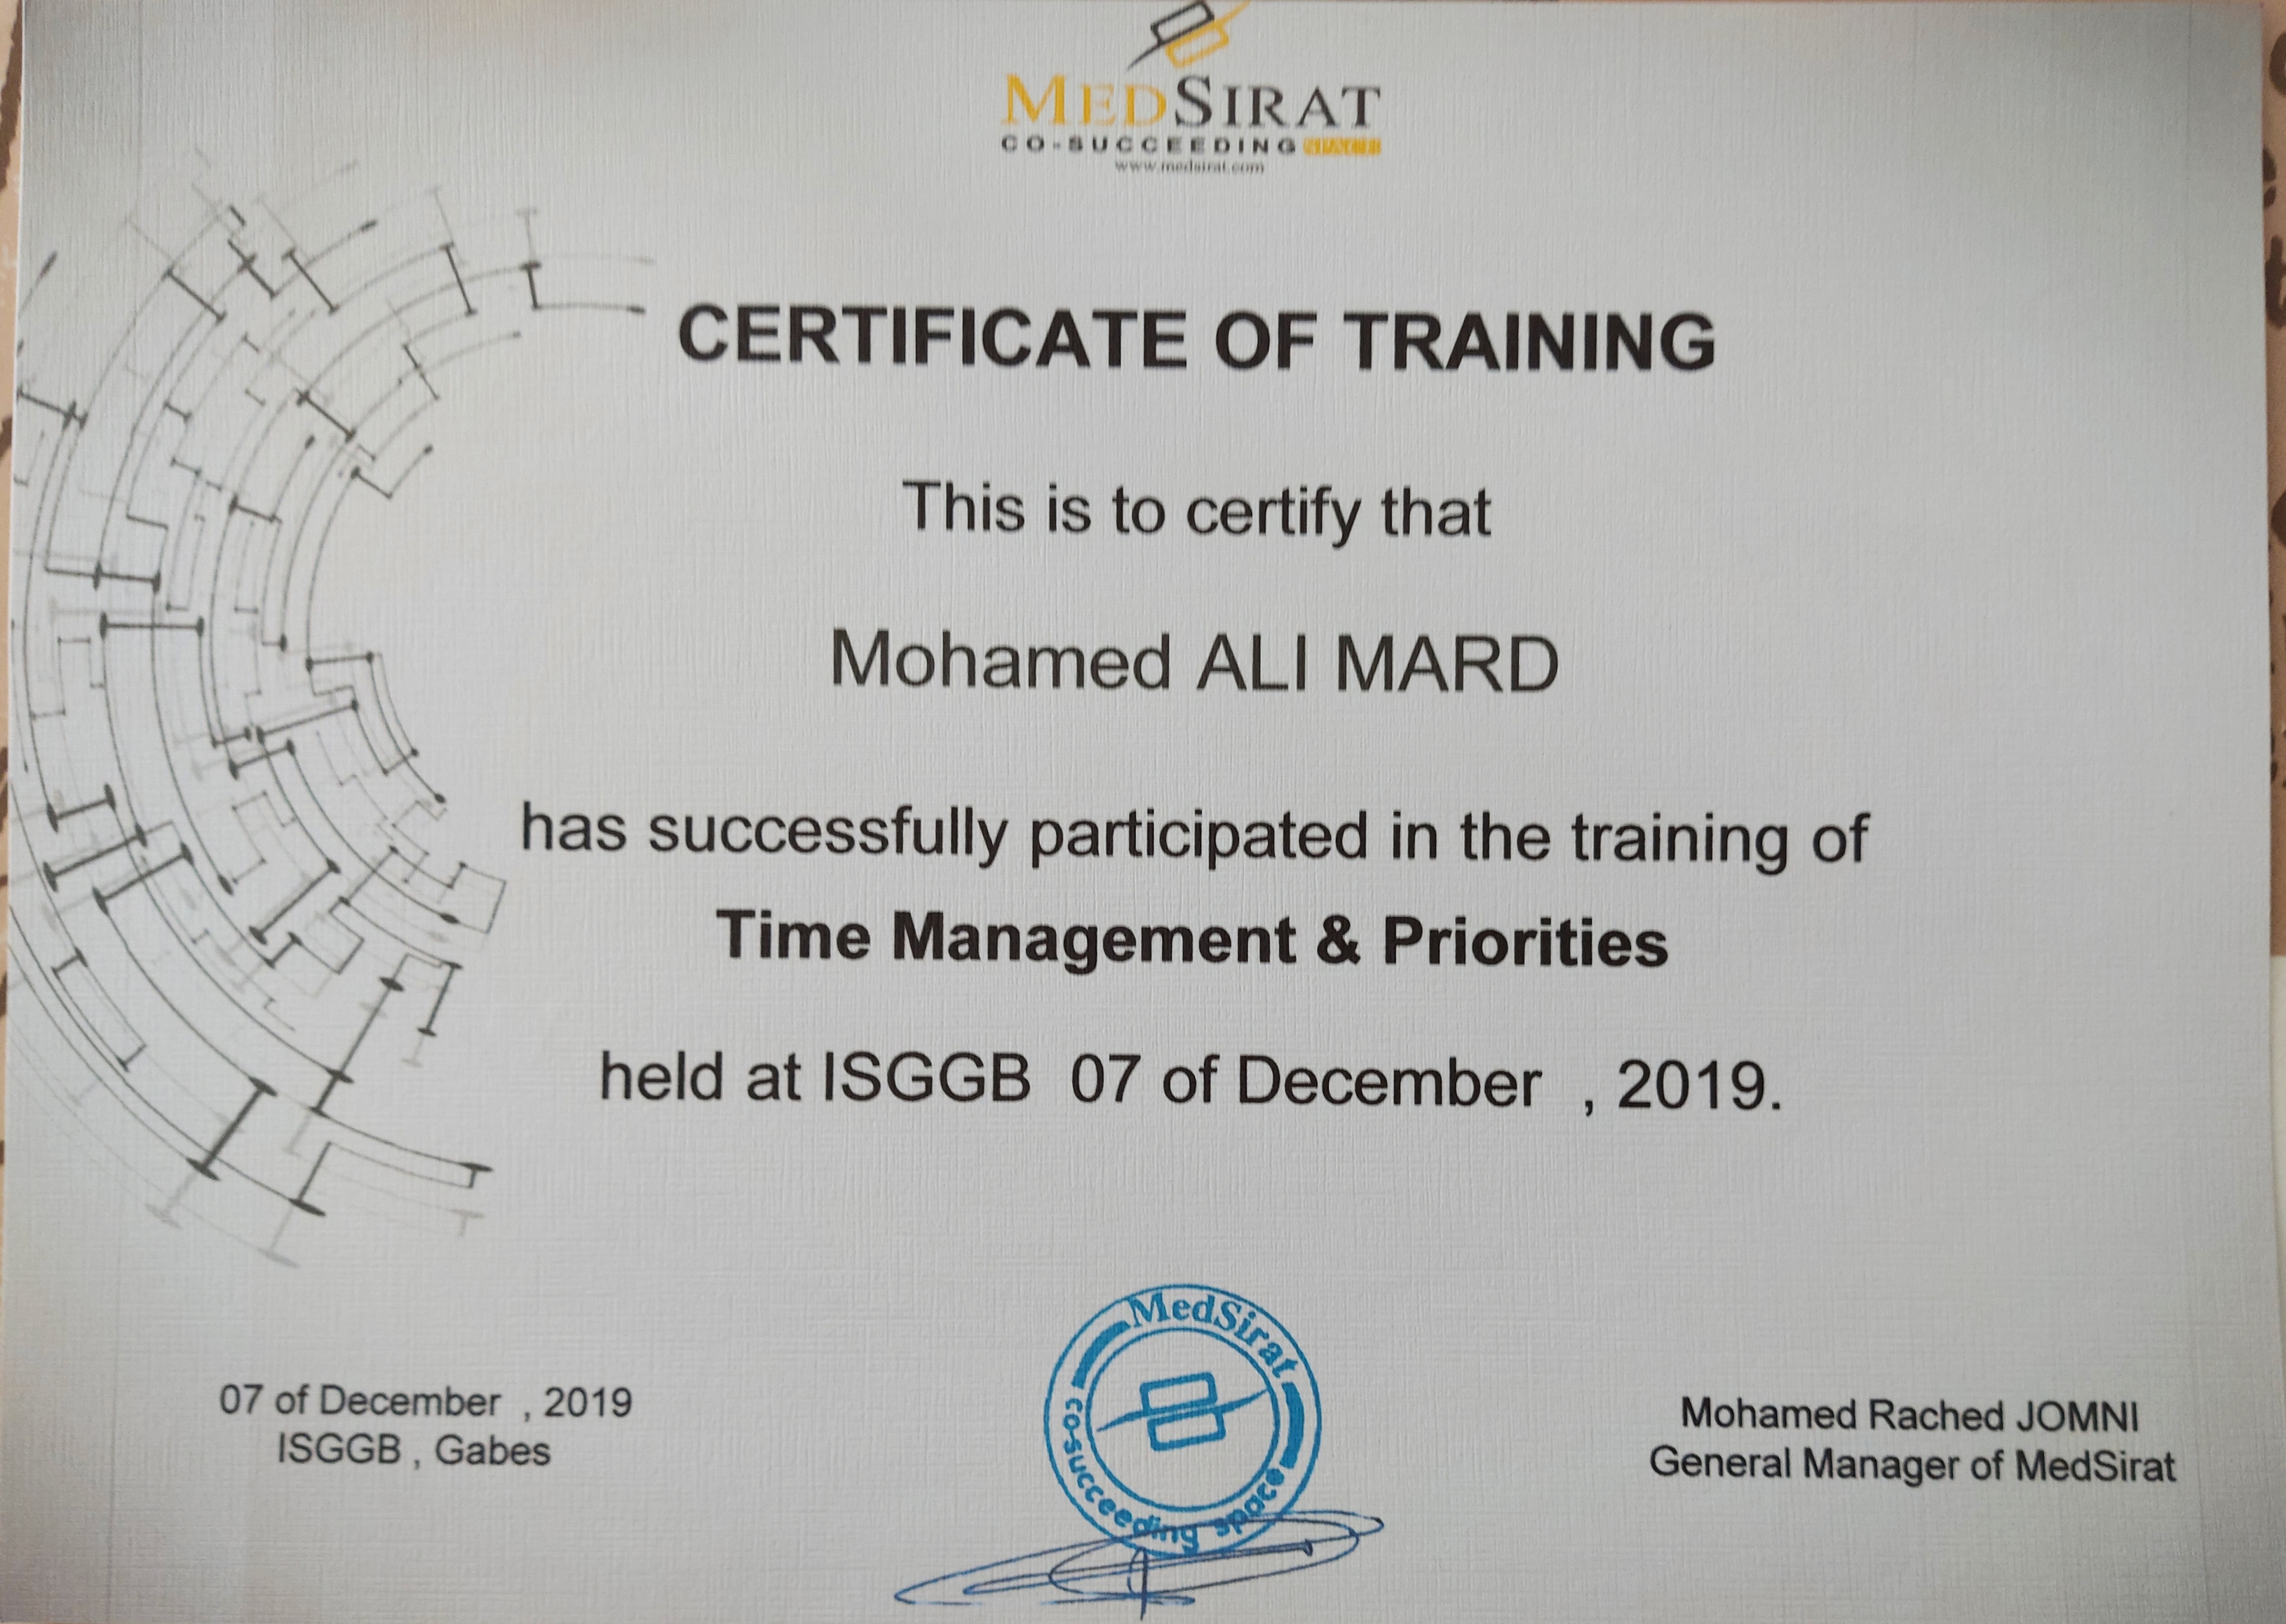 MEDSIRAT
CO-SUCCEEDING SPACE
www.medsirat.com
CERTIFICATE OF TRAINING
This is to certify that
Mohamed ALI MARD
has successfully participated in the training of
Time Management & Priorities
held at ISGGB 07 of December , 2019.
MedSirat
co-succeeding space
07 of December , 2019
ISGGB , Gabes
Mohamed Rached JOMNI
General Manager of MedSirat